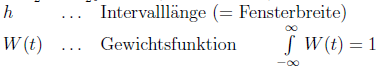 h … Intervalllänge (= Fensterbreite)
W(t) … Gewichtsfunktion ∫_{-∞}^{∞} W(t) = 1